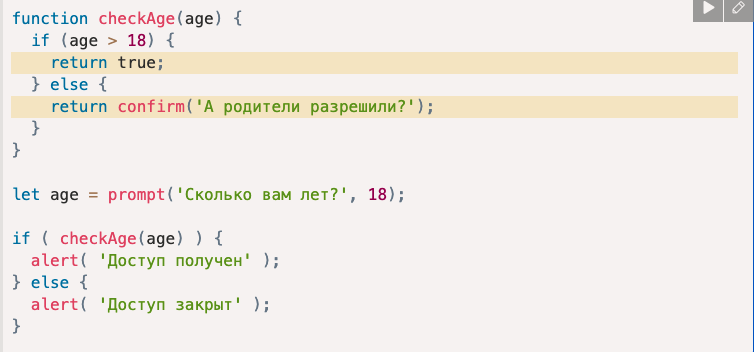 function checkAge(age) {
  if (age > 18) {
    return true;
  } else {
    return confirm('А родители разрешили?');
  }
}

let age = prompt('Сколько вам лет?', 18);

if ( checkAge(age) ) {
  alert( 'Доступ получен' );
} else {
  alert( 'Доступ закрыт' );
}